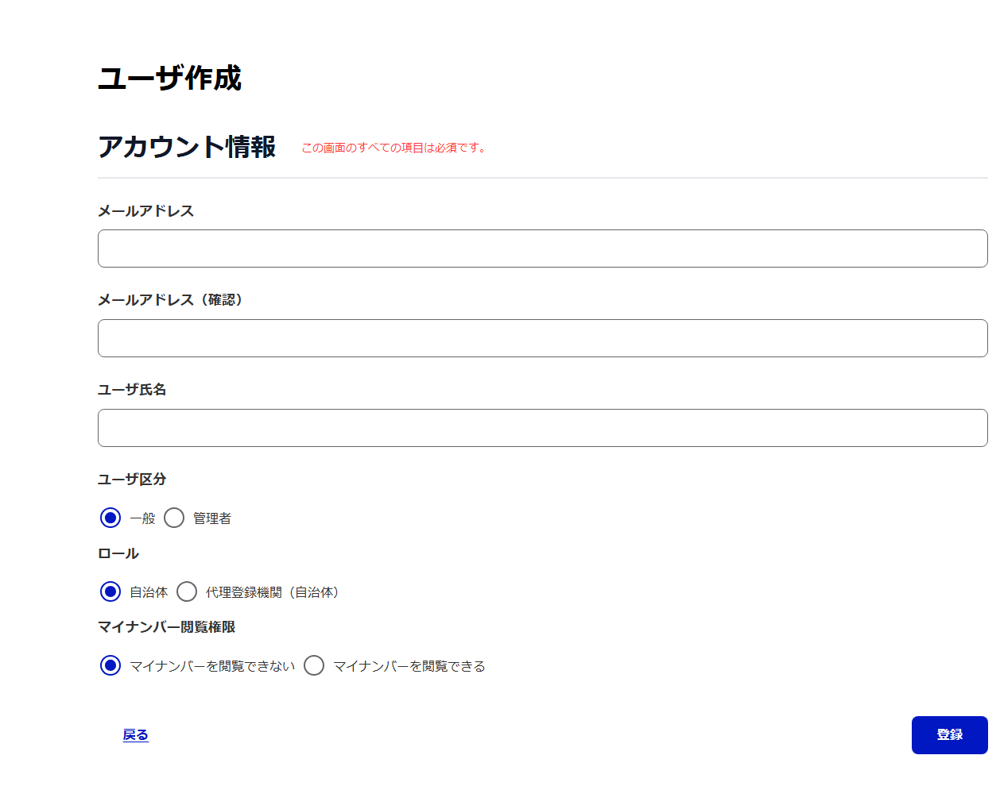 ユーザ作成
アカウント情報 この画面のすべての項目は必須です。
メールアドレス
メールアドレス（確認）
ユーザ氏名
ユーザ区分
一般 管理者
ロール
自治体 代理登録機関（自治体）
マイナンバー閲覧権限
マイナンバーを閲覧できない マイナンバーを閲覧できる
戻る 登録